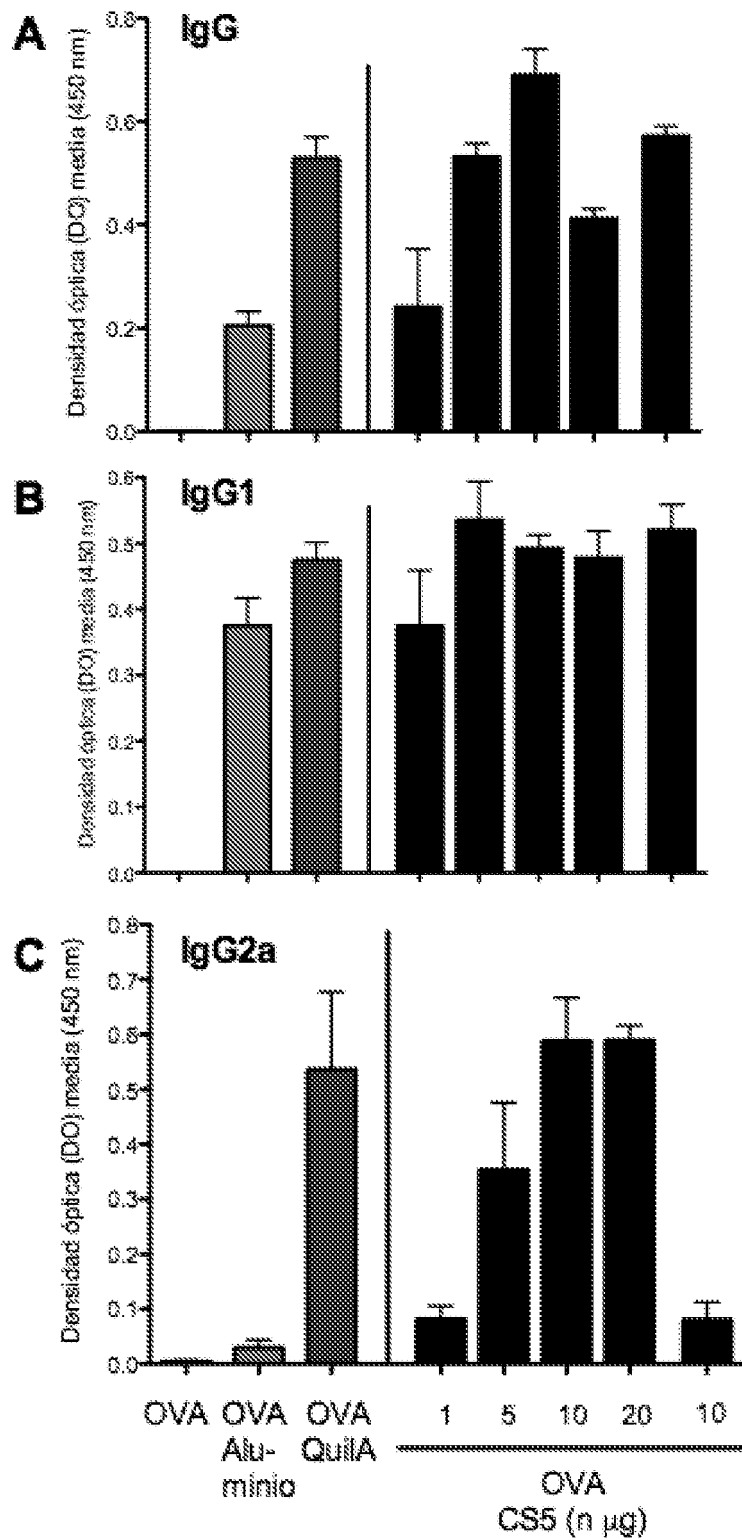 A
IgG
Densidad óptica (DO) media (450 nm)
0.8
0.6
0.4
0.2
0.0
B
IgG1
Densidad óptica (DO) media (450 nm)
0.6
0.5
0.4
0.3
0.2
0.1
0.0
C
IgG2a
Densidad óptica (DO) media (450 nm)
0.8
0.7
0.6
0.5
0.4
0.3
0.2
0.1
0.0
OVA OVA OVA 1 5 10 20 10
Alu- QuilA
minio
OVA
CS5 (n µg)